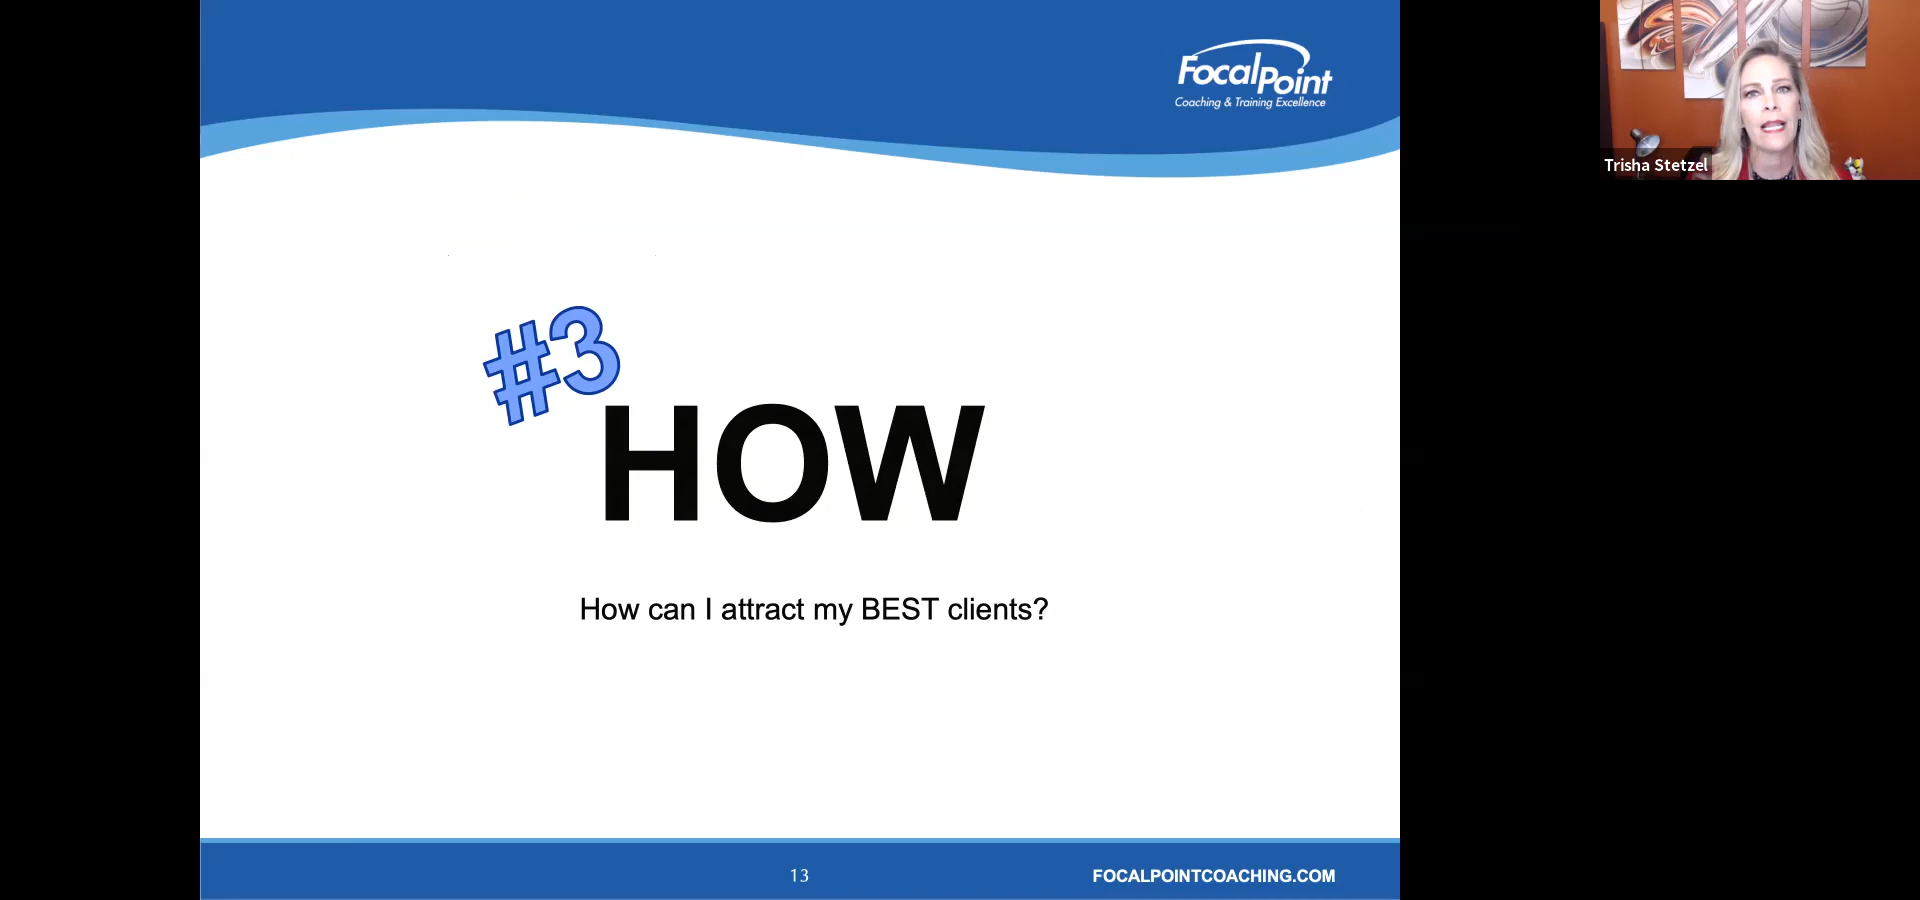 FocalPoint
Coaching & Training Excellence
Trisha Stetzel
#3
HOW
How can I attract my BEST clients?
13
FOCALPOINTCOACHING.COM